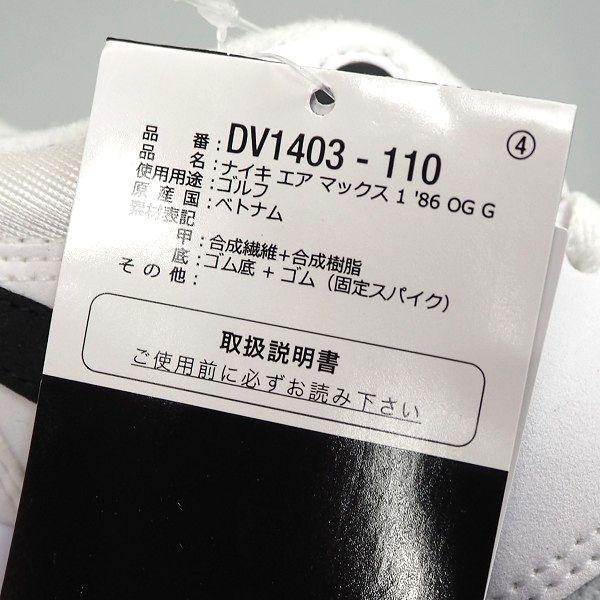 品番：DV1403 - 110
④
品名：ナイキ エア マックス 1 '86 OG G
使用用途：ゴルフ
原産国：ベトナム
素材表記
甲：合成繊維+合成樹脂
底：ゴム底 + ゴム（固定スパイク）
その他：
取扱説明書
ご使用前に必ずお読み下さい